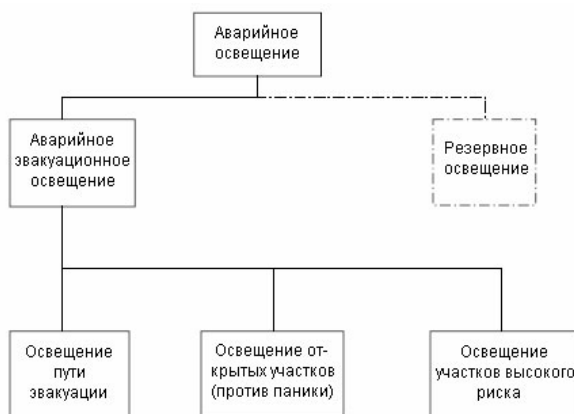 Аварийное
освещение
Аварийное
эвакуационное
освещение
Резервное
освещение
Освещение
пути
эвакуации
Освещение от-
крытых участков
(против паники)
Освещение
участков высокого
риска